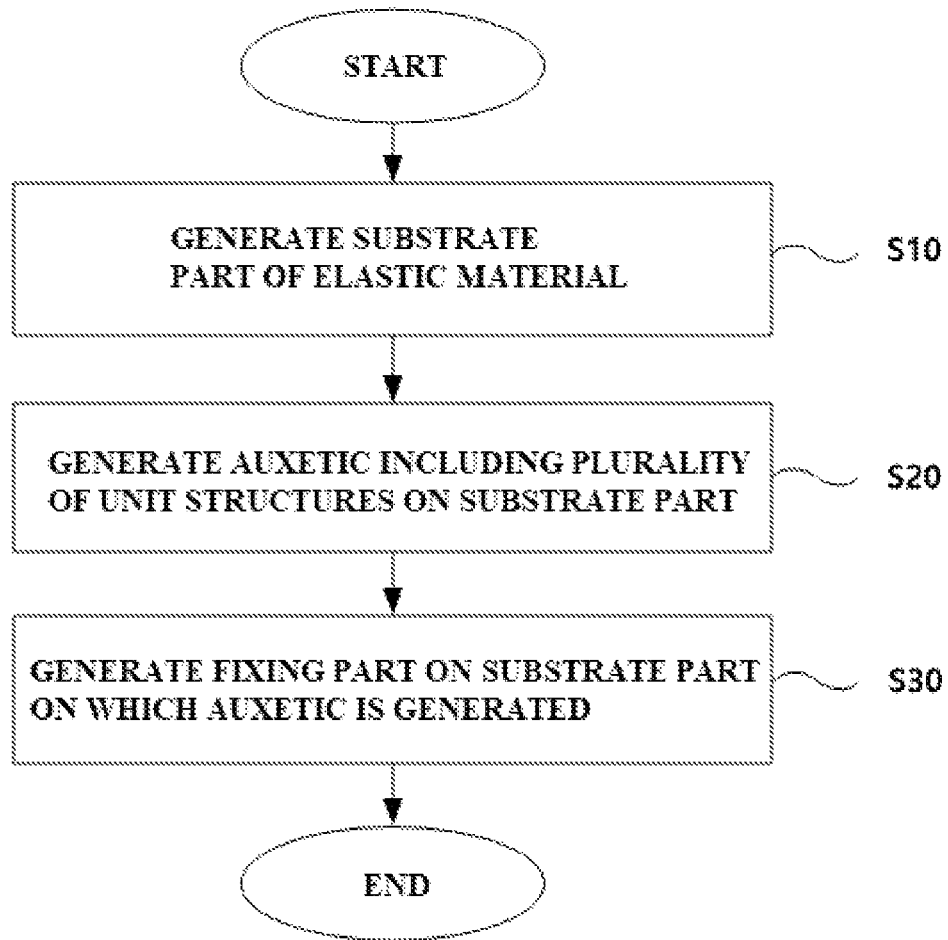 START
GENERATE SUBSTRATE
PART OF ELASTIC MATERIAL
S10
GENERATE AUXETIC INCLUDING PLURALITY
OF UNIT STRUCTURES ON SUBSTRATE PART
S20
GENERATE FIXING PART ON SUBSTRATE PART
ON WHICH AUXETIC IS GENERATED
S30
END